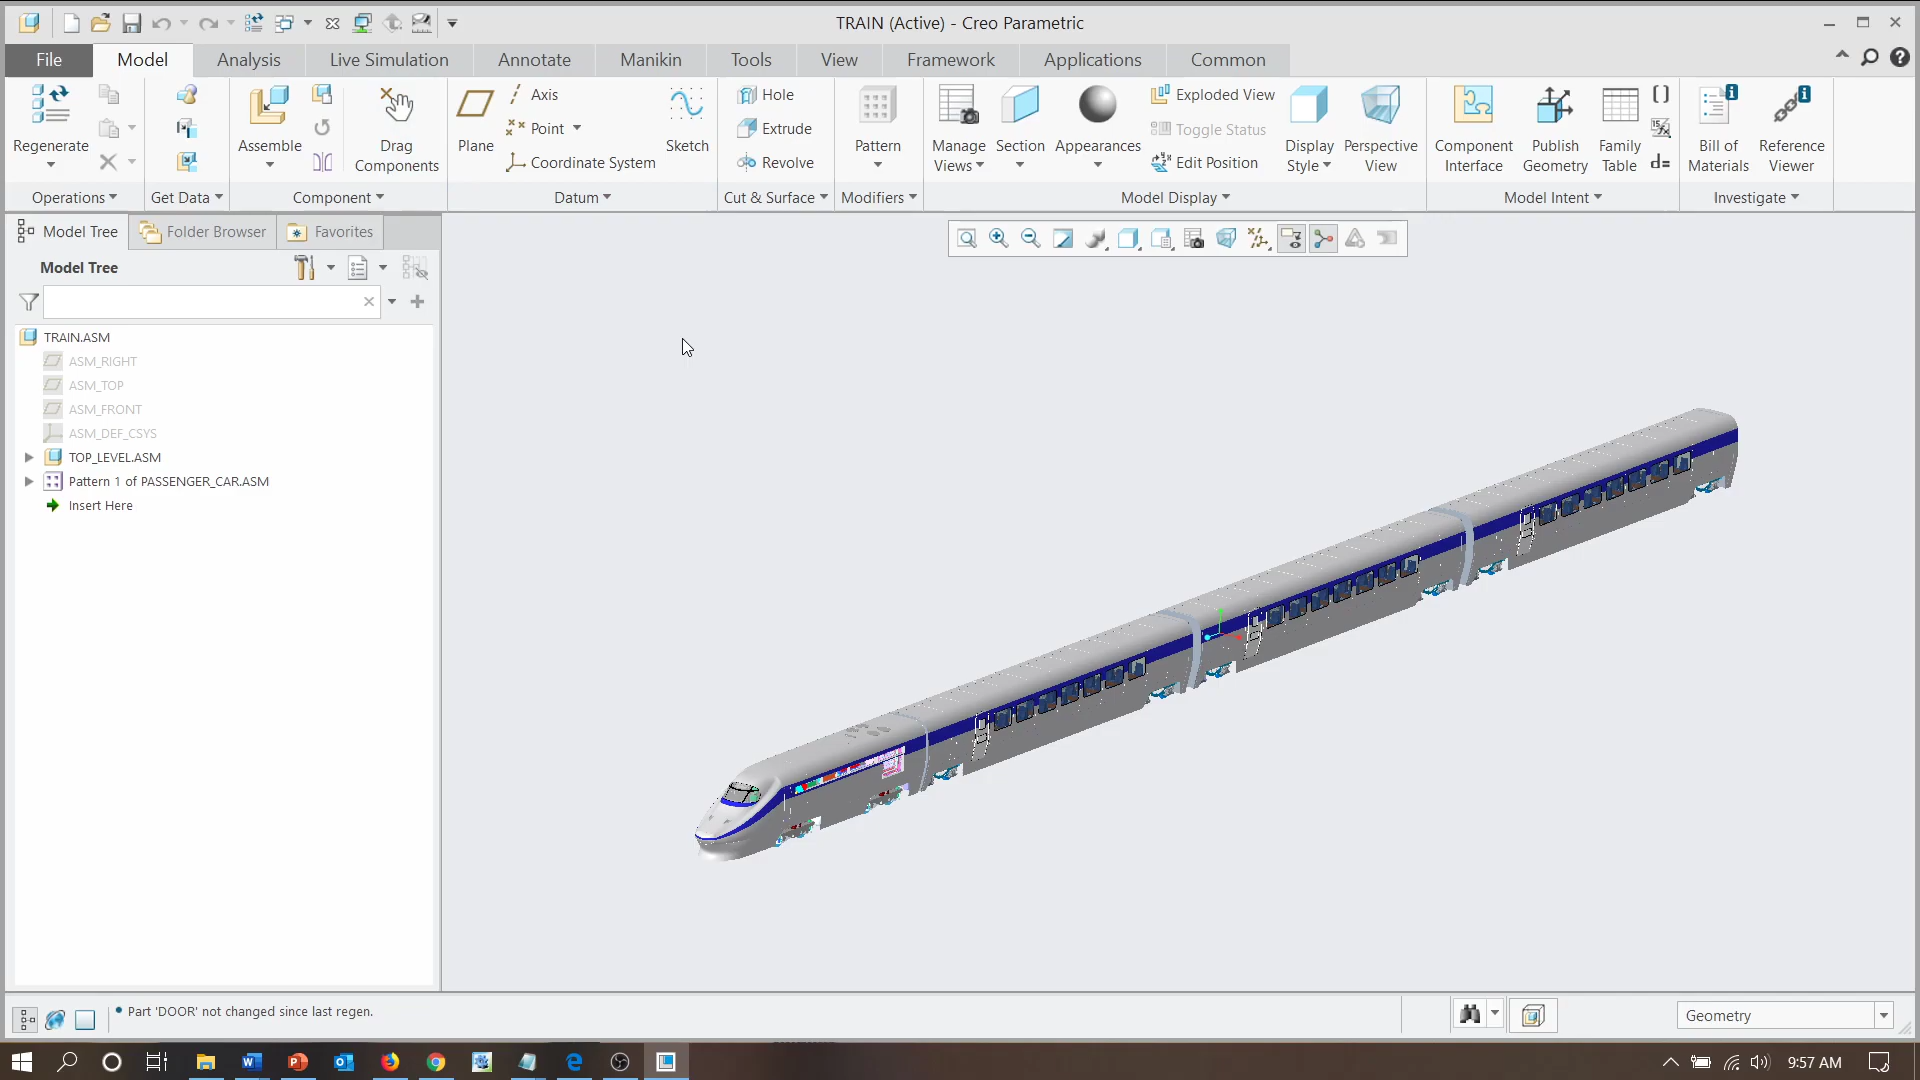 TRAIN (Active) - Creo Parametric
File Model Analysis Live Simulation Annotate Manikin Tools View Framework Applications Common
Regenerate
Assemble
Drag Components
Plane
Axis
Point
Coordinate System
Sketch
Hole
Extrude
Revolve
Pattern
Manage Views
Section
Appearances
Exploded View
Toggle Status
Edit Position
Display Style
Perspective View
Component Interface
Publish Geometry
Family Table
Bill of Materials
Reference Viewer
Operations Get Data Component Datum Cut & Surface Modifiers Model Display Model Intent Investigate
Model Tree Folder Browser Favorites
Model Tree
TRAIN.ASM
ASM_RIGHT
ASM_TOP
ASM_FRONT
ASM_DEF_CSYS
TOP_LEVEL.ASM
Pattern 1 of PASSENGER_CAR.ASM
Insert Here
Part 'DOOR' not changed since last regen.
Geometry
9:57 AM